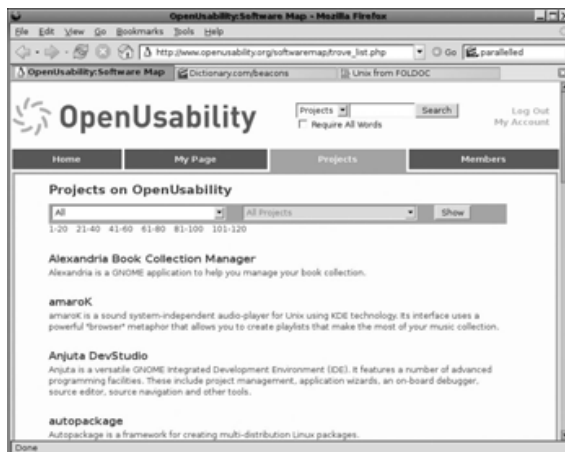 OpenUsability:Software Map - Mozilla Firefox
File Edit View Go Bookmarks Tools Help
http://www.openusability.org/softwaremap/trove_list.php Go paralleled
OpenUsability:Software Map Dictionary.com/beacons Unix from FOLDOC
OpenUsability
Projects Search
Require All Words
Log Out
My Account
Home My Page Projects Members
Projects on OpenUsability
All All Projects Show
1-20 21-40 41-60 61-80 81-100 101-120
Alexandria Book Collection Manager
Alexandria is a GNOME application to help you manage your book collection.
amaroK
amaroK is a sound system-independent audio-player for Unix using KDE technology. Its interface uses a
powerful "browser" metaphor that allows you to create playlists that make the most of your music collection.
Anjuta DevStudio
Anjuta is a versatile GNOME Integrated Development Environment (IDE). It features a number of advanced
programming facilities. These include project management, application wizards, an on-board debugger,
source editor, source navigation and other tools.
autopackage
Autopackage is a framework for creating multi-distribution Linux packages.
Done